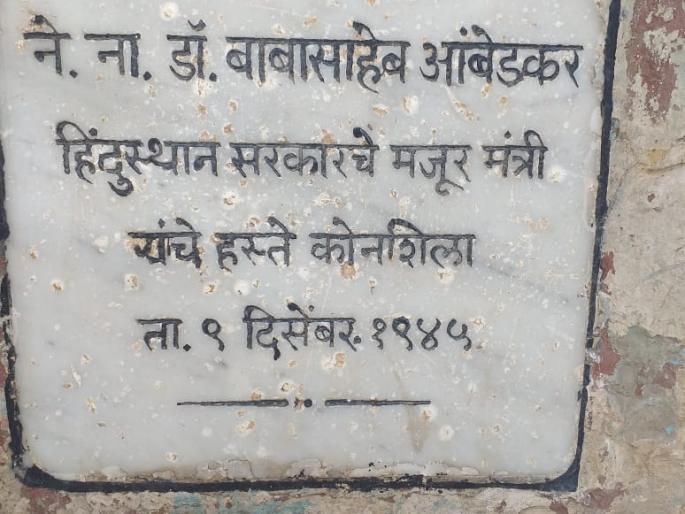 ने. ना. डॉ. बाबासाहेब आंबेडकर
हिंदुस्थान सरकारचे मजूर मंत्री
यांचे हस्ते कोनशिला
ता. ९ दिसेंबर. १९४५